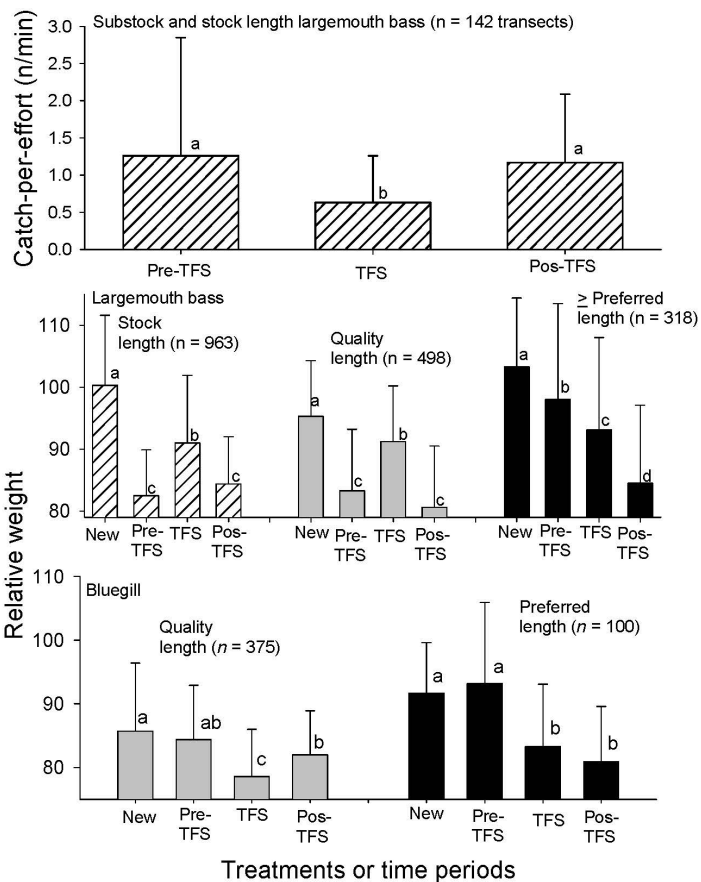 Substock and stock length largemouth bass (n = 142 transects)
Catch-per-effort (n/min)
3.0
2.5
2.0
1.5
1.0
0.5
0.0
a
b
a
Pre-TFS
TFS
Pos-TFS
Largemouth bass
Stock
length (n = 963)
Quality
length (n = 498)
≥ Preferred
length (n = 318)
110
100
90
80
a
c
b
c
a
c
b
c
a
b
c
d
New
Pre-
TFS
TFS
Pos-
TFS
New
Pre-
TFS
TFS
Pos-
TFS
New
Pre-
TFS
TFS
Pos-
TFS
Relative weight
Bluegill
Quality
length (n = 375)
Preferred
length (n = 100)
110
100
90
80
a
ab
c
b
a
a
b
b
New
Pre-
TFS
TFS
Pos-
TFS
New
Pre-
TFS
TFS
Pos-
TFS
Treatments or time periods